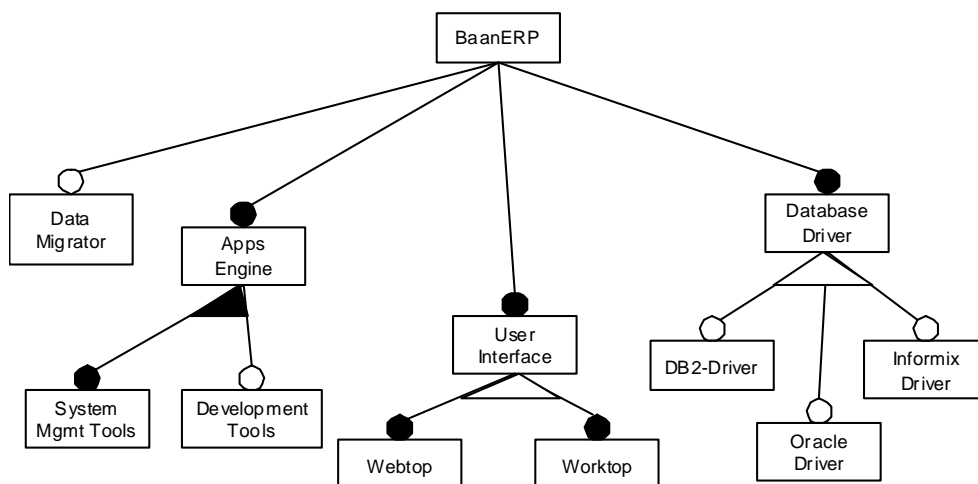 BaanERP
Data
Migrator
Apps
Engine
Database
Driver
User
Interface
DB2-Driver
Informix
Driver
System
Mgmt Tools
Development
Tools
Oracle
Driver
Webtop
Worktop